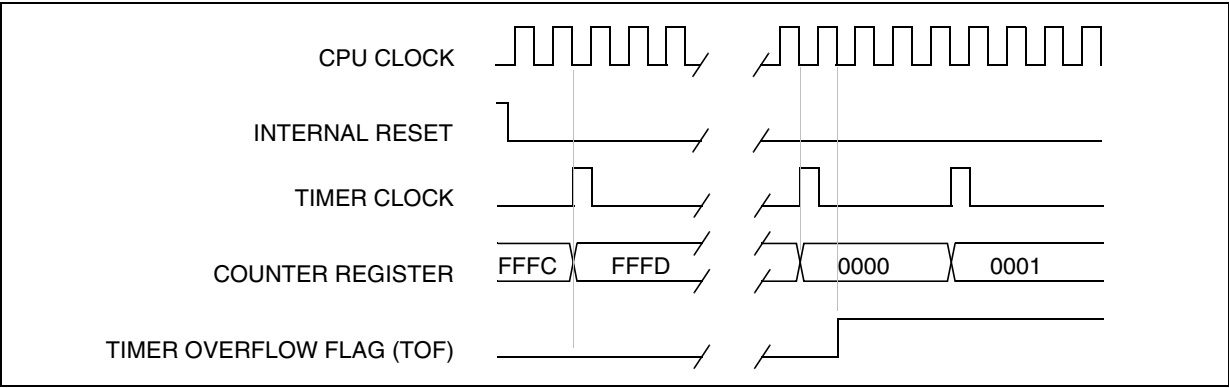 CPU CLOCK
INTERNAL RESET
TIMER CLOCK
COUNTER REGISTER FFFC FFFD 0000 0001
TIMER OVERFLOW FLAG (TOF)